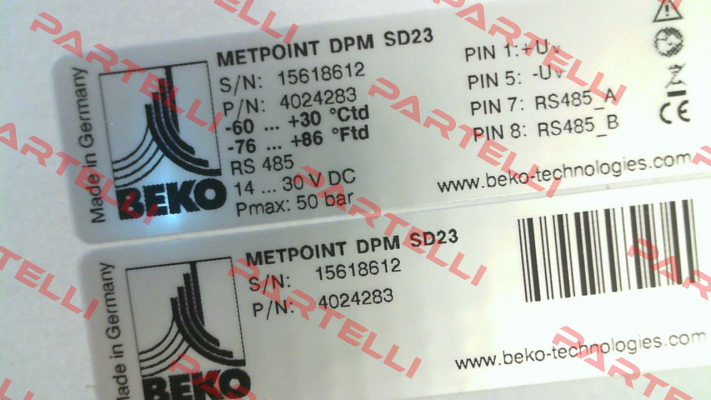 METPOINT DPM SD23
S/N: 15618612
P/N: 4024283
-60 ... +30 °Ctd
-76 ... +86 °Ftd
RS 485
14 ... 30 V DC
Pmax: 50 bar
PIN 1: +Uv
PIN 5: -Uv
PIN 7: RS485_A
PIN 8: RS485_B
CE
www.beko-technologies.com
Made in Germany
BEKO
METPOINT DPM SD23
S/N: 15618612
P/N: 4024283
www.beko-technologies.com
Made in Germany
BEKO
PARTELLI
PARTELLI
PARTELLI
PARTELLI
PARTELLI
PARTELLI
PARTELLI